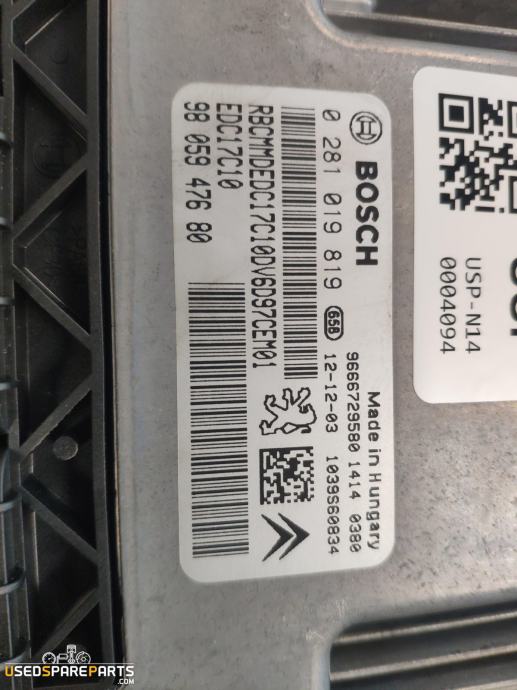 BOSCH
0 281 019 819
658
RBCMMDEDC17C10DV6D97CEM01
EDC17C10
98 059 476 80
Made in Hungary
9666729580 1414 0380
12-12-03 1039S60834
USP-N14
0004094
USEDSPAREPARTS
.COM